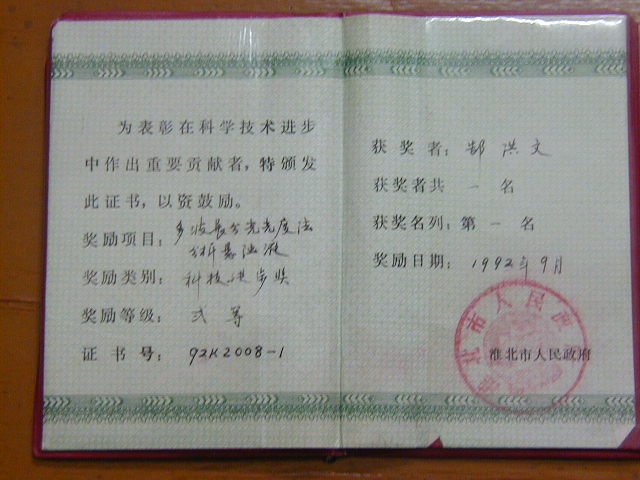 为表彰在科学技术进步
中作出重要贡献者，特颁发
此证书，以资鼓励。
奖励项目：多波长分光光度法
分析悬浊液
奖励类别：科技进步奖
奖励等级：弍等
证书号：92K2008-1
获奖者：郜洪文
获奖者共一名
获奖名列：第一名
奖励日期：1992年9月
淮北市人民政府
淮北市人民政府